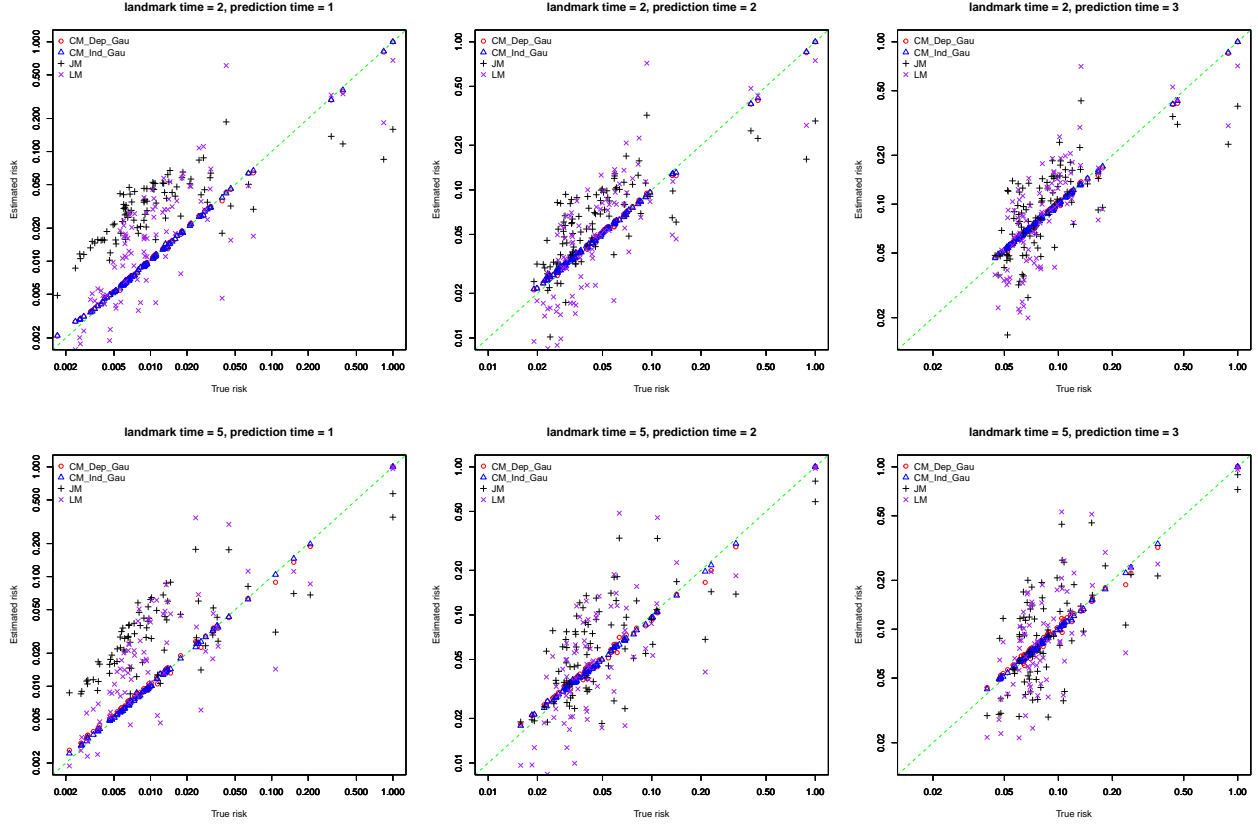 landmark time = 2, prediction time = 1
CM_Dep_Gau
CM_Ind_Gau
JM
LM
Estimated risk
1.000
0.500
0.200
0.100
0.050
0.020
0.010
0.005
0.002
0.002
0.005
0.010
0.020
0.050
0.100
0.200
0.500
1.000
True risk
landmark time = 2, prediction time = 2
CM_Dep_Gau
CM_Ind_Gau
JM
LM
Estimated risk
1.00
0.50
0.20
0.10
0.05
0.02
0.01
0.01
0.02
0.05
0.10
0.20
0.50
1.00
True risk
landmark time = 2, prediction time = 3
CM_Dep_Gau
CM_Ind_Gau
JM
LM
Estimated risk
1.00
0.50
0.20
0.10
0.05
0.02
0.02
0.05
0.10
0.20
0.50
1.00
True risk
landmark time = 5, prediction time = 1
CM_Dep_Gau
CM_Ind_Gau
JM
LM
Estimated risk
1.000
0.500
0.200
0.100
0.050
0.020
0.010
0.005
0.002
0.002
0.005
0.010
0.020
0.050
0.100
0.200
0.500
1.000
True risk
landmark time = 5, prediction time = 2
CM_Dep_Gau
CM_Ind_Gau
JM
LM
Estimated risk
1.00
0.50
0.20
0.10
0.05
0.02
0.01
0.01
0.02
0.05
0.10
0.20
0.50
1.00
True risk
landmark time = 5, prediction time = 3
CM_Dep_Gau
CM_Ind_Gau
JM
LM
Estimated risk
1.00
0.50
0.20
0.10
0.05
0.02
0.02
0.05
0.10
0.20
0.50
1.00
True risk